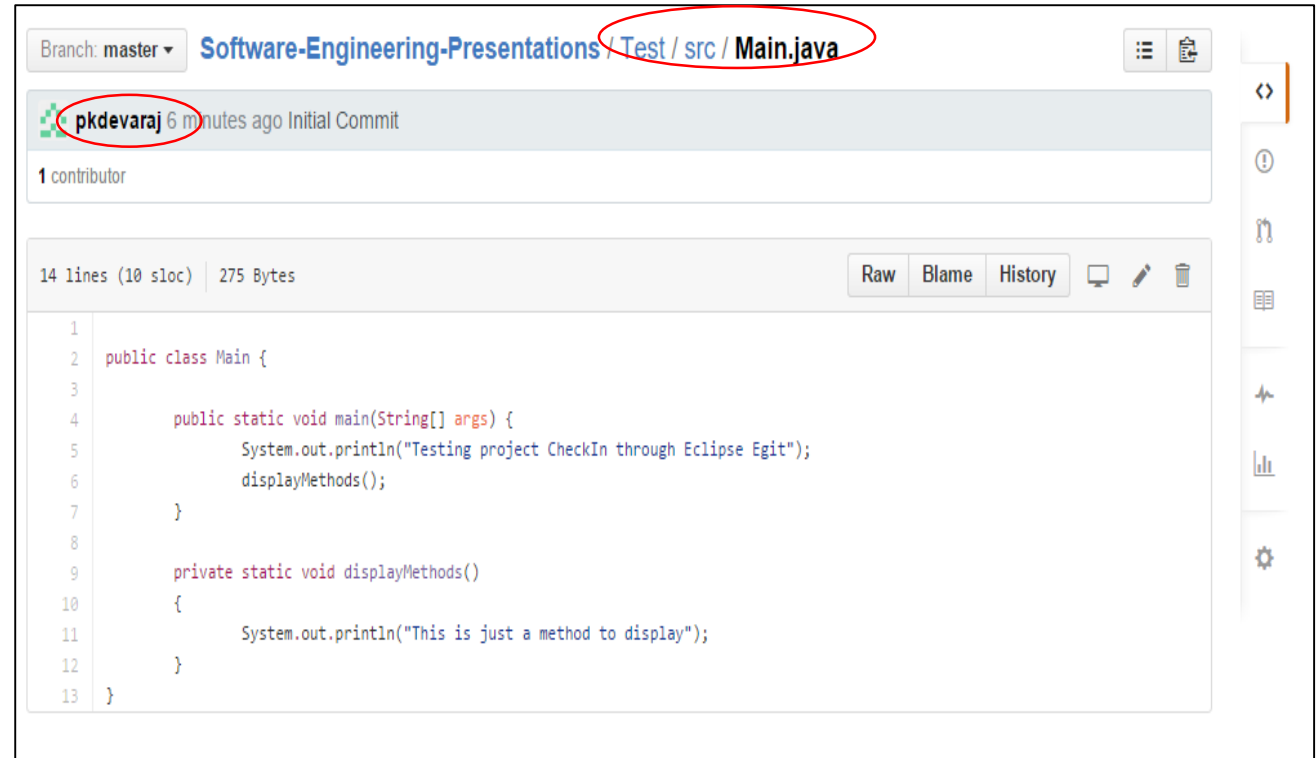 Branch: master Software-Engineering-Presentations / Test / src / Main.java
pkdevaraj 6 minutes ago Initial Commit
1 contributor
14 lines (10 sloc) 275 Bytes Raw Blame History
1
2 public class Main {
3
4 public static void main(String[] args) {
5 System.out.println("Testing project CheckIn through Eclipse Egit");
6 displayMethods();
7 }
8
9 private static void displayMethods()
10 {
11 System.out.println("This is just a method to display");
12 }
13 }